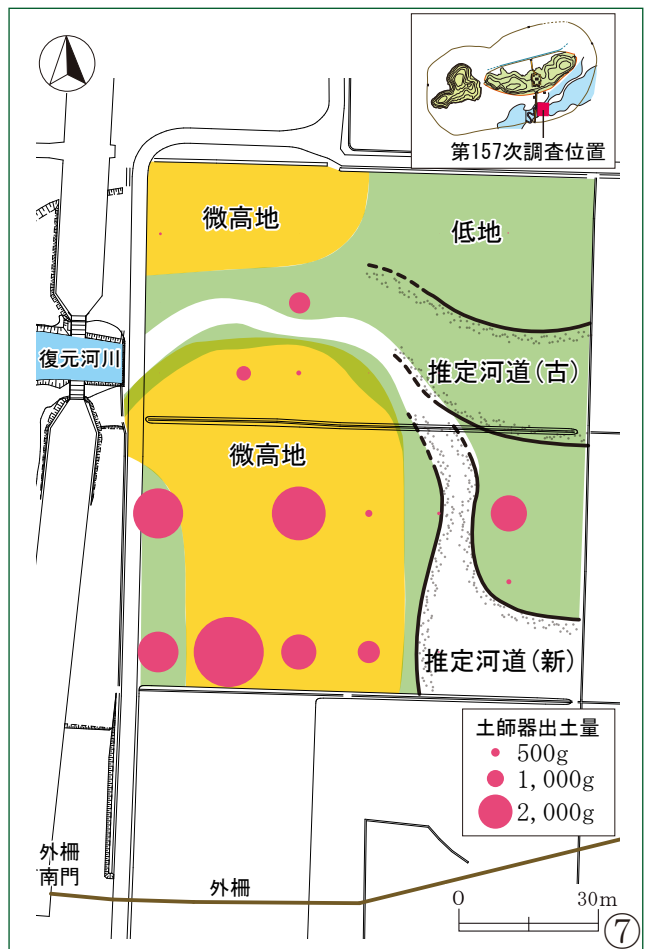 第157次調査位置
微高地
低地
復元河川
推定河道(古)
微高地
推定河道(新)
土師器出土量
500g
1,000g
2,000g
外柵
南門
外柵
0 30m
⑦